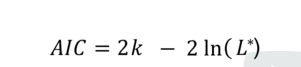 AIC = 2k − 2 ln(L*)